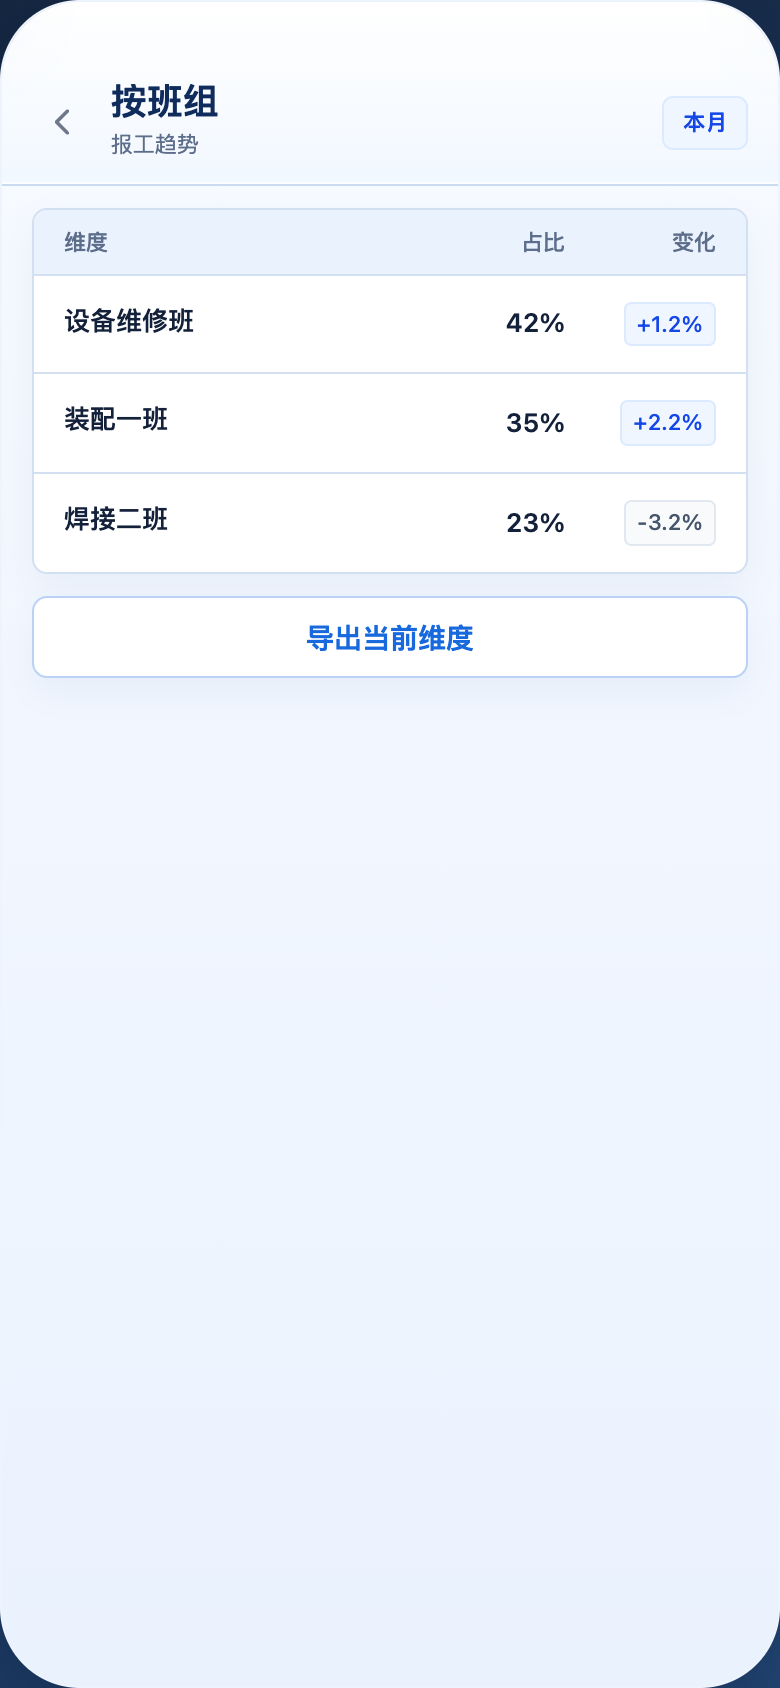 按班组
报工趋势
本月
维度 占比 变化
设备维修班 42% +1.2%
装配一班 35% +2.2%
焊接二班 23% -3.2%
导出当前维度